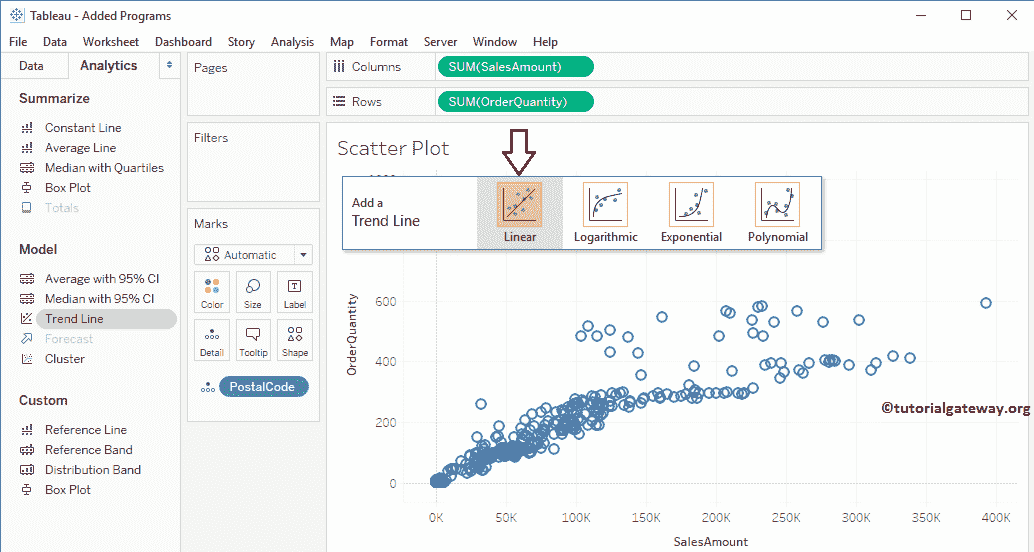 Tableau - Added Programs
File Data Worksheet Dashboard Story Analysis Map Format Server Window Help
Data Analytics
Summarize
Constant Line
Average Line
Median with Quartiles
Box Plot
Totals
Model
Average with 95% CI
Median with 95% CI
Trend Line
Forecast
Cluster
Custom
Reference Line
Reference Band
Distribution Band
Box Plot
Pages
Filters
Marks
Automatic
Color Size Label
Detail Tooltip Shape
PostalCode
Columns SUM(SalesAmount)
Rows SUM(OrderQuantity)
Scatter Plot
Add a
Trend Line
Linear Logarithmic Exponential Polynomial
OrderQuantity
600
400
200
0
0K 50K 100K 150K 200K 250K 300K 350K 400K
SalesAmount
©tutorialgateway.org